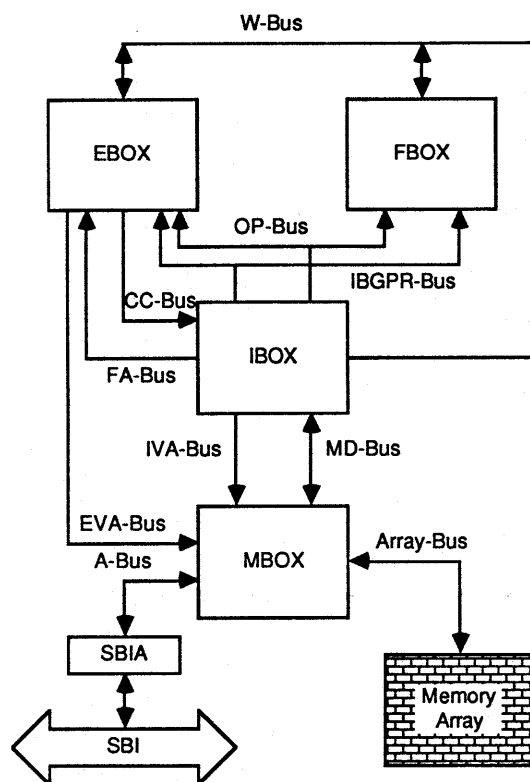 W-Bus
EBOX
FBOX
OP-Bus
IBGPR-Bus
CC-Bus
IBOX
FA-Bus
IVA-Bus
MD-Bus
EVA-Bus
Array-Bus
A-Bus
MBOX
SBIA
Memory
Array
SBI